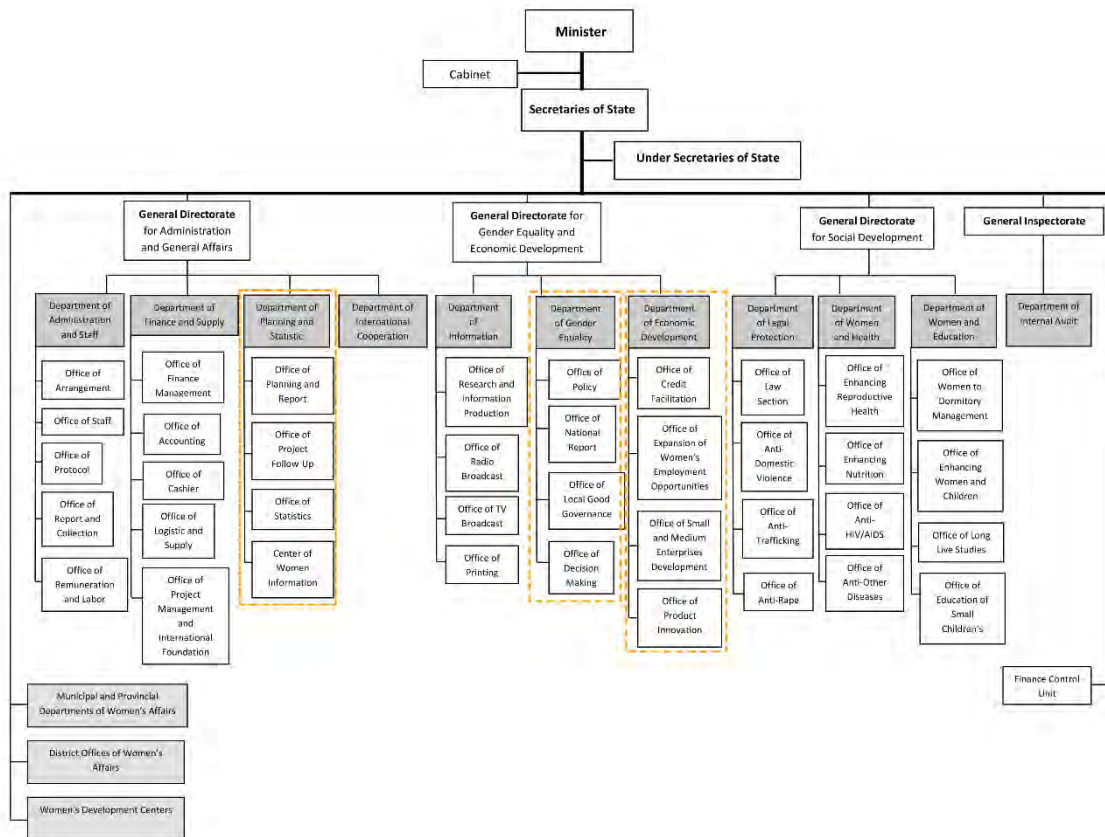 Minister
Cabinet
Secretaries of State
Under Secretaries of State
General Directorate
for Administration
and General Affairs
General Directorate for
Gender Equality and
Economic Development
General Directorate
for Social Development
General Inspectorate
Department of
Administration
and Staff
Department of
Finance and Supply
Department of
Planning and
Statistic
Department of
International
Cooperation
Department
of
Information
Department
of Gender
Equality
Department
of Economic
Development
Department
of Legal
Protection
Department
of Women
and Health
Department
of Women and
Education
Department of
Internal Audit
Office of
Arrangement
Office of Staff
Office of
Protocol
Office of
Report and
Collection
Office of
Remuneration
and Labor
Office of
Finance
Management
Office of
Accounting
Office of
Cashier
Office of
Logistic and
Supply
Office of
Project
Management
and
International
Foundation
Office of
Planning and
Report
Office of
Project
Follow Up
Office of
Statistics
Center of
Women
Information
Office of
Research and
Information
Production
Office of
Radio
Broadcast
Office of TV
Broadcast
Office of
Printing
Office of
Policy
Office of
National
Report
Office of
Local Good
Governance
Office of
Decision
Making
Office of
Credit
Facilitation
Office of
Expansion of
Women's
Employment
Opportunities
Office of Small
and Medium
Enterprises
Development
Office of
Product
Innovation
Office of
Law
Section
Office of
Anti-
Domestic
Violence
Office of
Anti-
Trafficking
Office of
Anti-Rape
Office of
Enhancing
Reproductive
Health
Office of
Enhancing
Nutrition
Office of
Anti-
HIV/AIDS
Office of
Anti-Other
Diseases
Office of
Women to
Dormitory
Management
Office of
Enhancing
Women and
Children
Office of Long
Live Studies
Office of
Education of
Small
Children's
Municipal and Provincial
Departments of Women's Affairs
District Offices of Women's
Affairs
Women's Development Centers
Finance Control
Unit